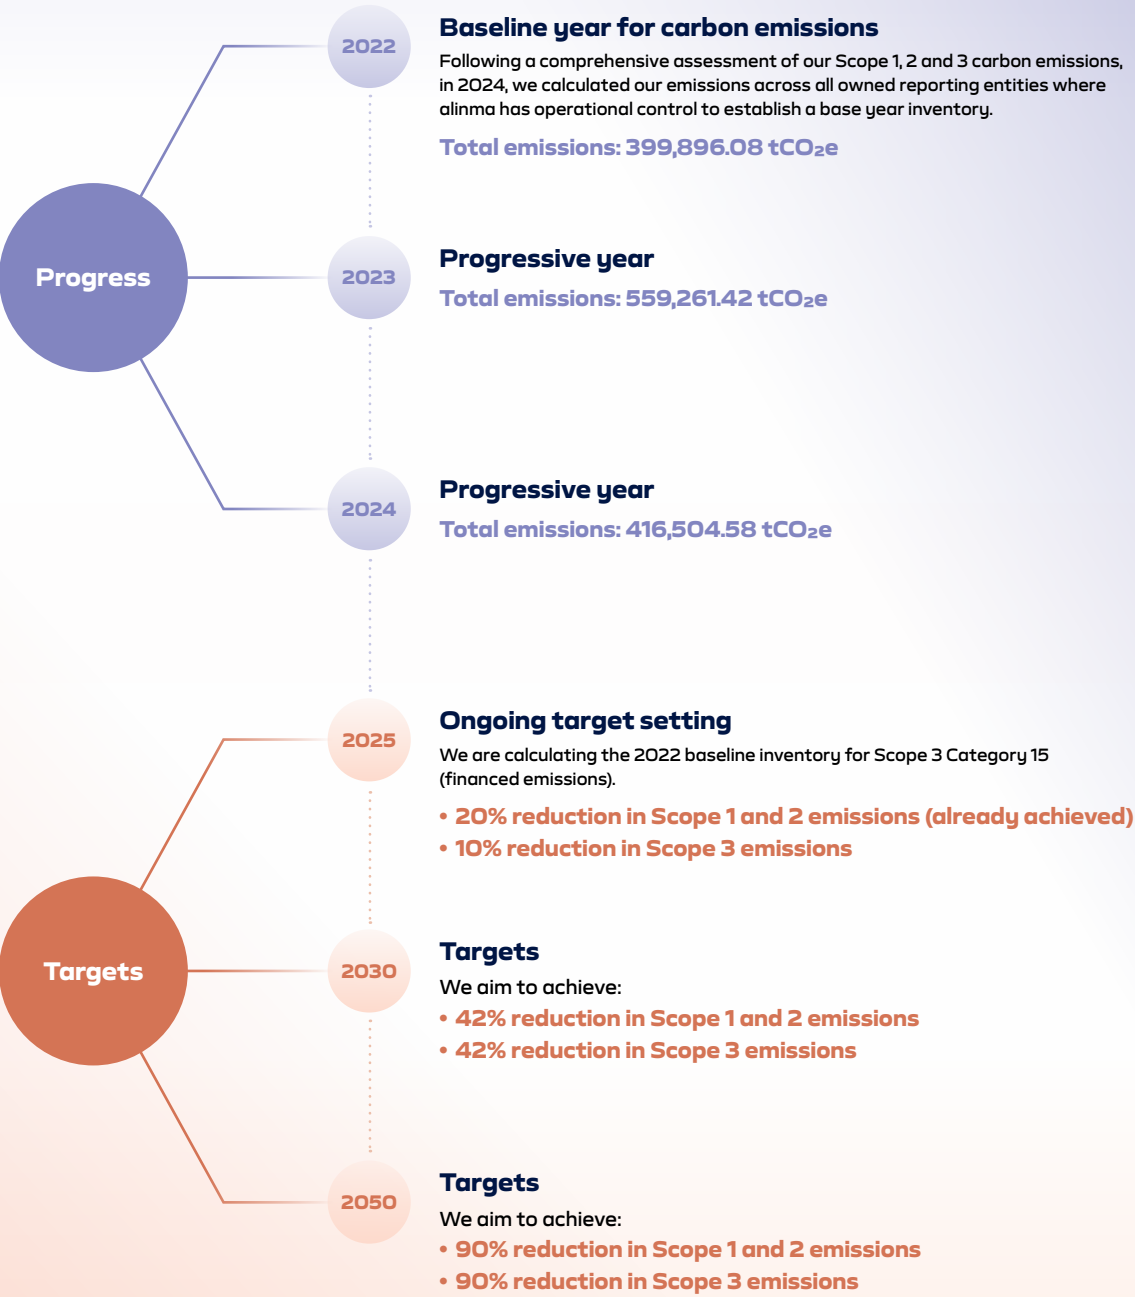 2022
Baseline year for carbon emissions
Following a comprehensive assessment of our Scope 1, 2 and 3 carbon emissions,
in 2024, we calculated our emissions across all owned reporting entities where
alinma has operational control to establish a base year inventory.
Total emissions: 399,896.08 tCO₂e
Progress
2023
Progressive year
Total emissions: 559,261.42 tCO₂e
2024
Progressive year
Total emissions: 416,504.58 tCO₂e
2025
Ongoing target setting
We are calculating the 2022 baseline inventory for Scope 3 Category 15
(financed emissions).
• 20% reduction in Scope 1 and 2 emissions (already achieved)
• 10% reduction in Scope 3 emissions
Targets
2030
Targets
We aim to achieve:
• 42% reduction in Scope 1 and 2 emissions
• 42% reduction in Scope 3 emissions
2050
Targets
We aim to achieve:
• 90% reduction in Scope 1 and 2 emissions
• 90% reduction in Scope 3 emissions